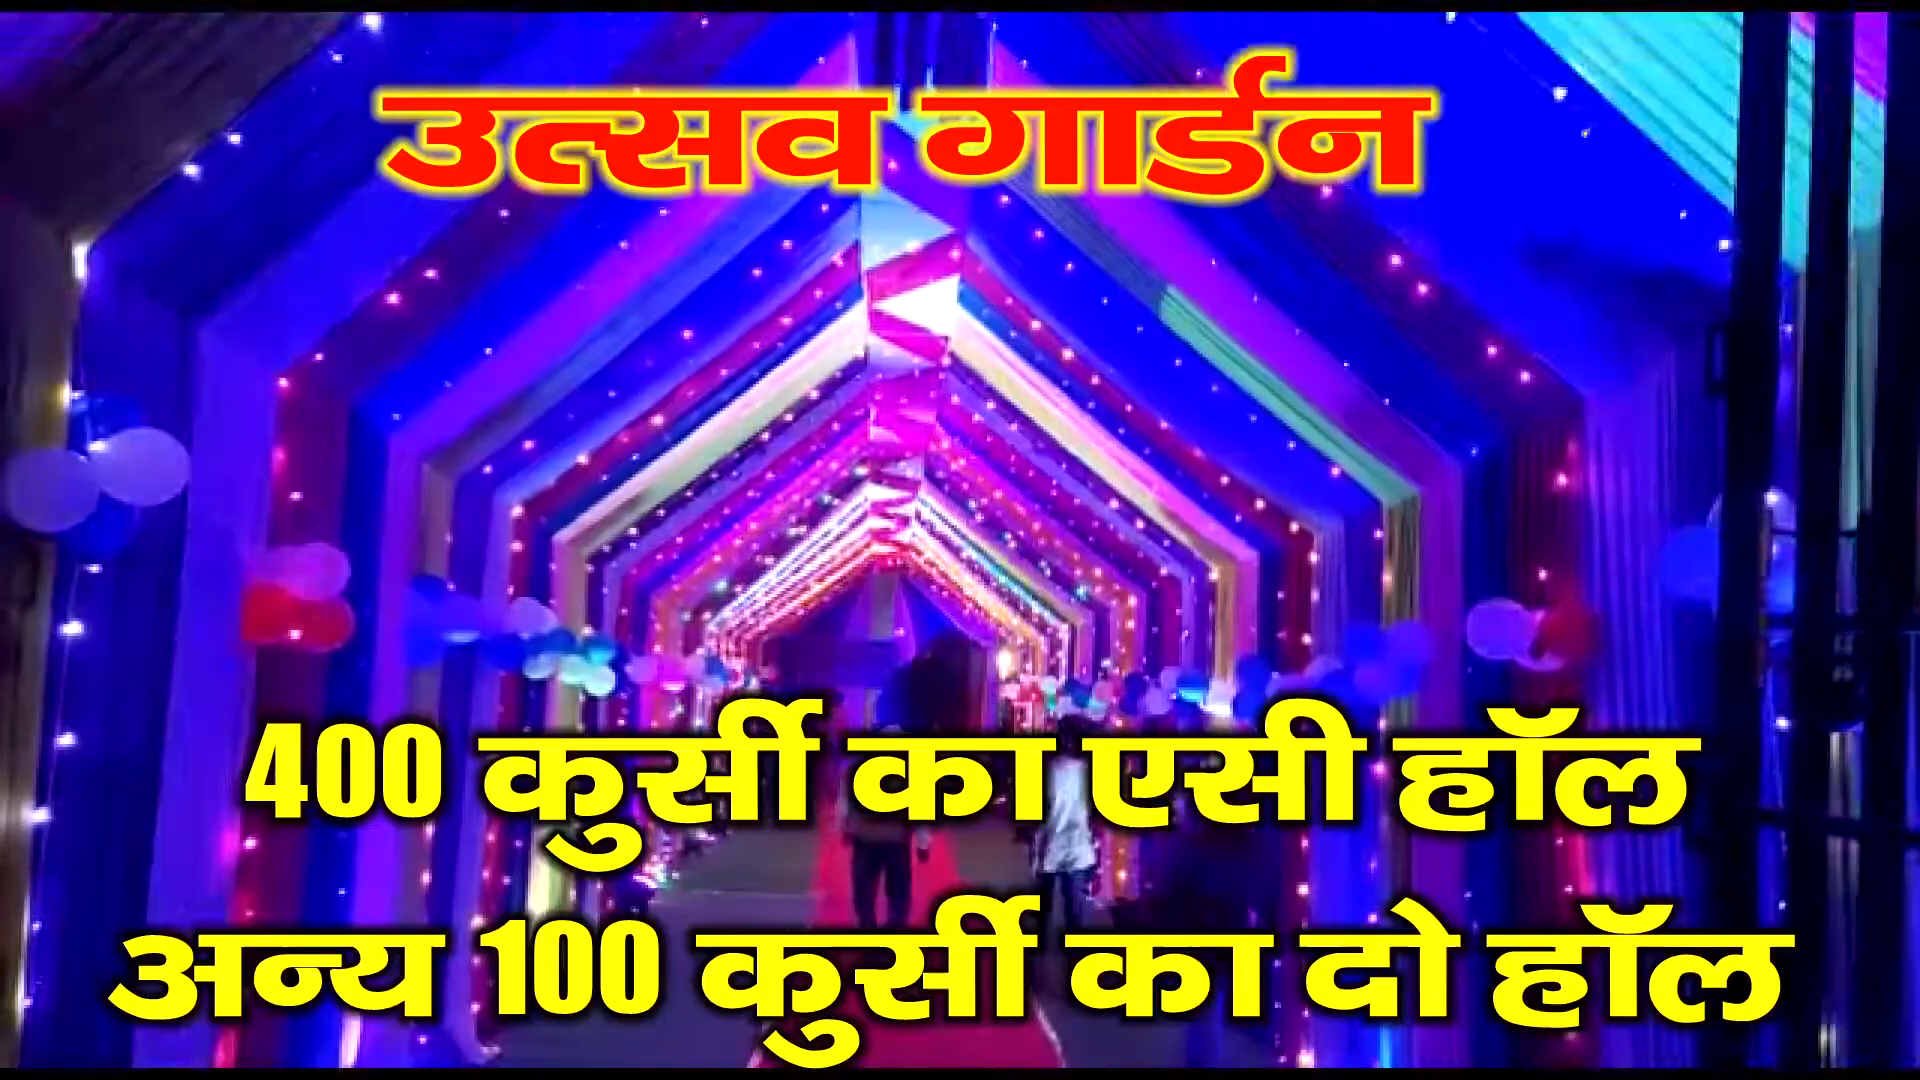 उत्सव गार्डन
400 कुर्सी का एसी हॉल
अन्य 100 कुर्सी का दो हॉल